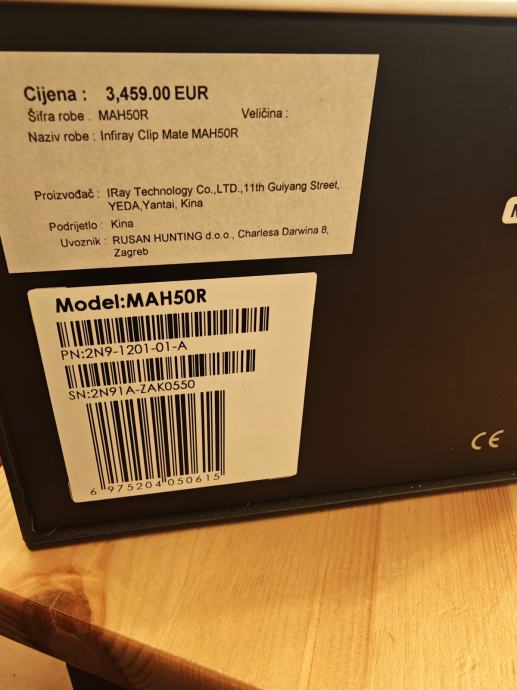 Cijena : 3,459.00 EUR
Šifra robe . MAH50R Veličina :
Naziv robe : Infiray Clip Mate MAH50R
Proizvođač : IRay Technology Co.,LTD.,11th Guiyang Street,
YEDA,Yantai, Kina
Podrijetlo : Kina
Uvoznik : RUSAN HUNTING d.o.o., Charlesa Darwina 8,
Zagreb
Model:MAH50R
PN:2N9-1201-01-A
SN:2N91A-ZAK0550
6 975204 050615
CE